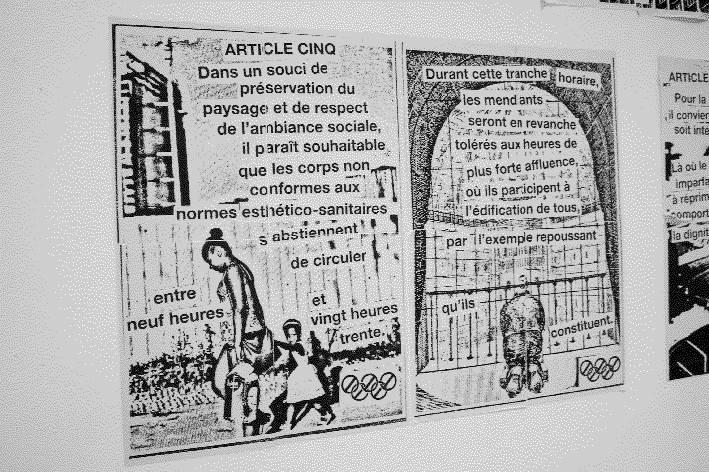 ARTICLE CINQ
Dans un souci de
préservation du
paysage et de respect
de l'ambiance sociale,
il paraît souhaitable
que les corps non
conformes aux
normes esthético-sanitaires
s abstiennent
de circuler
entre
neuf heures
et
vingt heures
trente.
Durant cette tranche horaire,
les mendiants
seront en revanche
tolérés aux heures de
plus forte affluence,
où ils participent à
l'édification de tous,
par l'exemple repoussant
qu'ils
constituent.
ARTICLE
Pour la
il convien
soit inte
Là où le
imparfa
à réprim
comport
la dignit